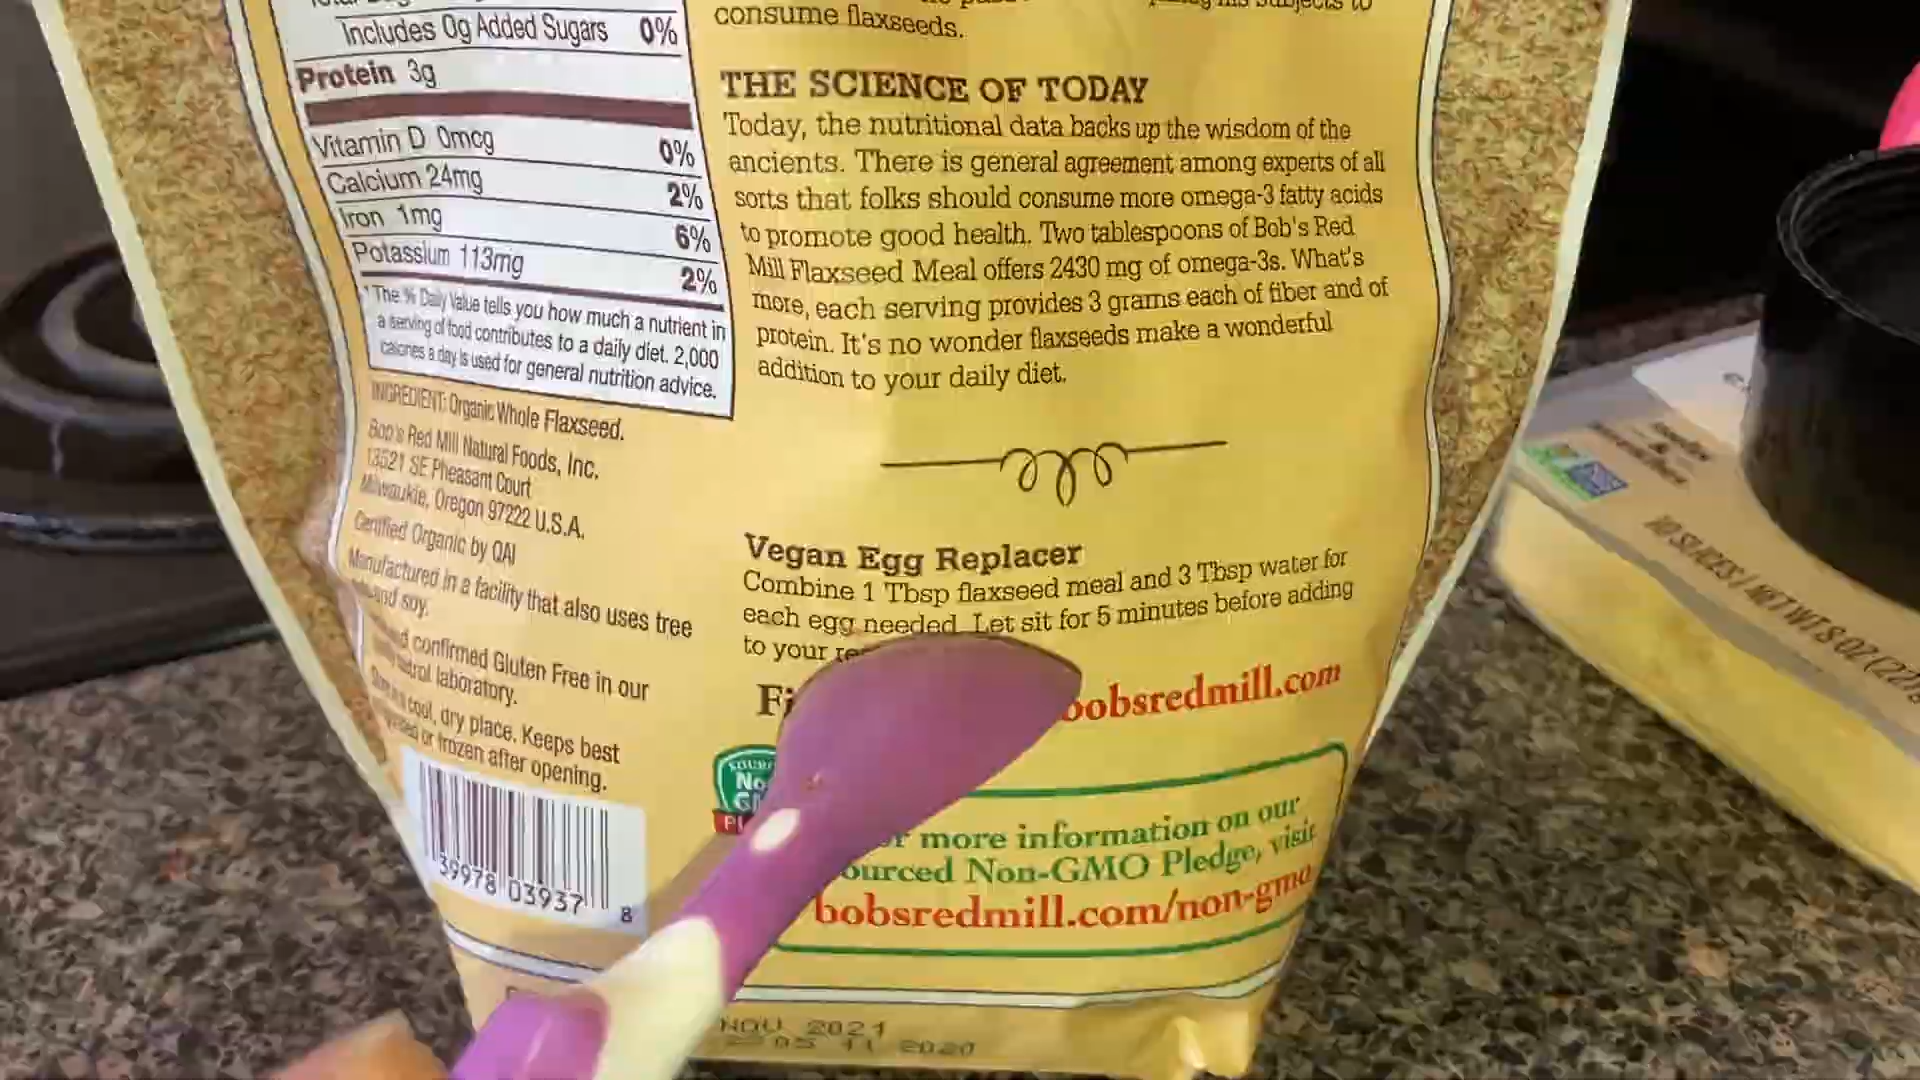 Includes 0g Added Sugars 0%
Protein 3g
Vitamin D 0mcg 0%
Calcium 24mg 2%
Iron 1mg 6%
Potassium 113mg 2%
*The % Daily Value tells you how much a nutrient in
a serving of food contributes to a daily diet. 2,000
calories a day is used for general nutrition advice.
INGREDIENT: Organic Whole Flaxseed.
Bob's Red Mill Natural Foods, Inc.
13521 SE Pheasant Court
Milwaukie, Oregon 97222 U.S.A.
Certified Organic by QAI
Manufactured in a facility that also uses tree
and soy.
confirmed Gluten Free in our
laboratory.
cool, dry place. Keeps best
or frozen after opening.
39978 03937 8
consume flaxseeds.
THE SCIENCE OF TODAY
Today, the nutritional data backs up the wisdom of the
ancients. There is general agreement among experts of all
sorts that folks should consume more omega-3 fatty acids
to promote good health. Two tablespoons of Bob's Red
Mill Flaxseed Meal offers 2430 mg of omega-3s. What's
more, each serving provides 3 grams each of fiber and of
protein. It's no wonder flaxseeds make a wonderful
addition to your daily diet.
Vegan Egg Replacer
Combine 1 Tbsp flaxseed meal and 3 Tbsp water for
each egg needed. Let sit for 5 minutes before adding
to your
bobsredmill.com
more information on our
ourced Non-GMO Pledge, visit
bobsredmill.com/non-gmo
NOV 2021
10 SLICES / NET WT 8 OZ